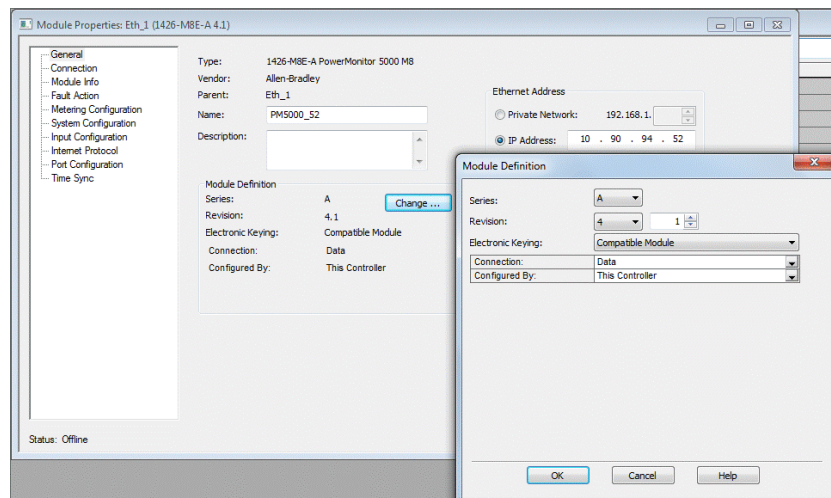 Module Properties: Eth_1 (1426-M8E-A 4.1)
General
Connection
Module Info
Fault Action
Metering Configuration
System Configuration
Input Configuration
Internet Protocol
Port Configuration
Time Sync
Type: 1426-M8E-A PowerMonitor 5000 M8
Vendor: Allen-Bradley
Parent: Eth_1
Name: PM5000_52
Description:
Ethernet Address
Private Network: 192.168.1.
IP Address: 10 . 90 . 94 . 52
Module Definition
Series: A
Change ...
Revision: 4.1
Electronic Keying: Compatible Module
Connection: Data
Configured By: This Controller
Status: Offline
Module Definition
Series: A
Revision: 4 1
Electronic Keying: Compatible Module
Connection: Data
Configured By: This Controller
OK Cancel Help